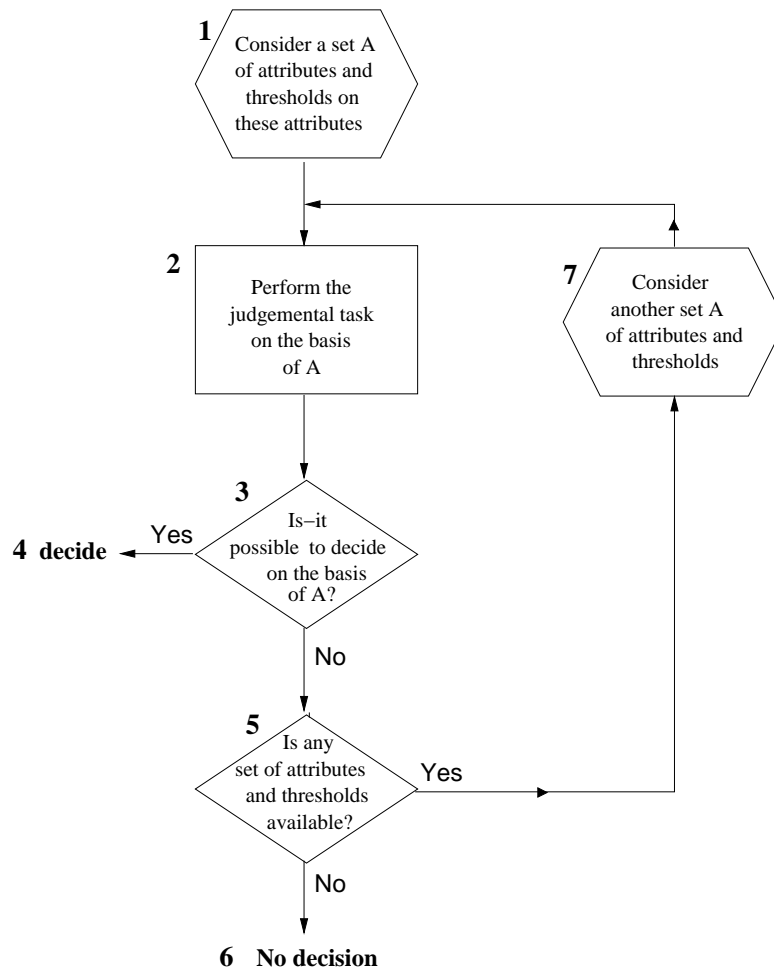 1
Consider a set A
of attributes and
thresholds on
these attributes
2
Perform the
judgemental task
on the basis
of A
7
Consider
another set A
of attributes and
thresholds
3
Is–it
possible to decide
on the basis
of A?
Yes
4 decide
No
5
Is any
set of attributes
and thresholds
available?
Yes
No
6 No decision